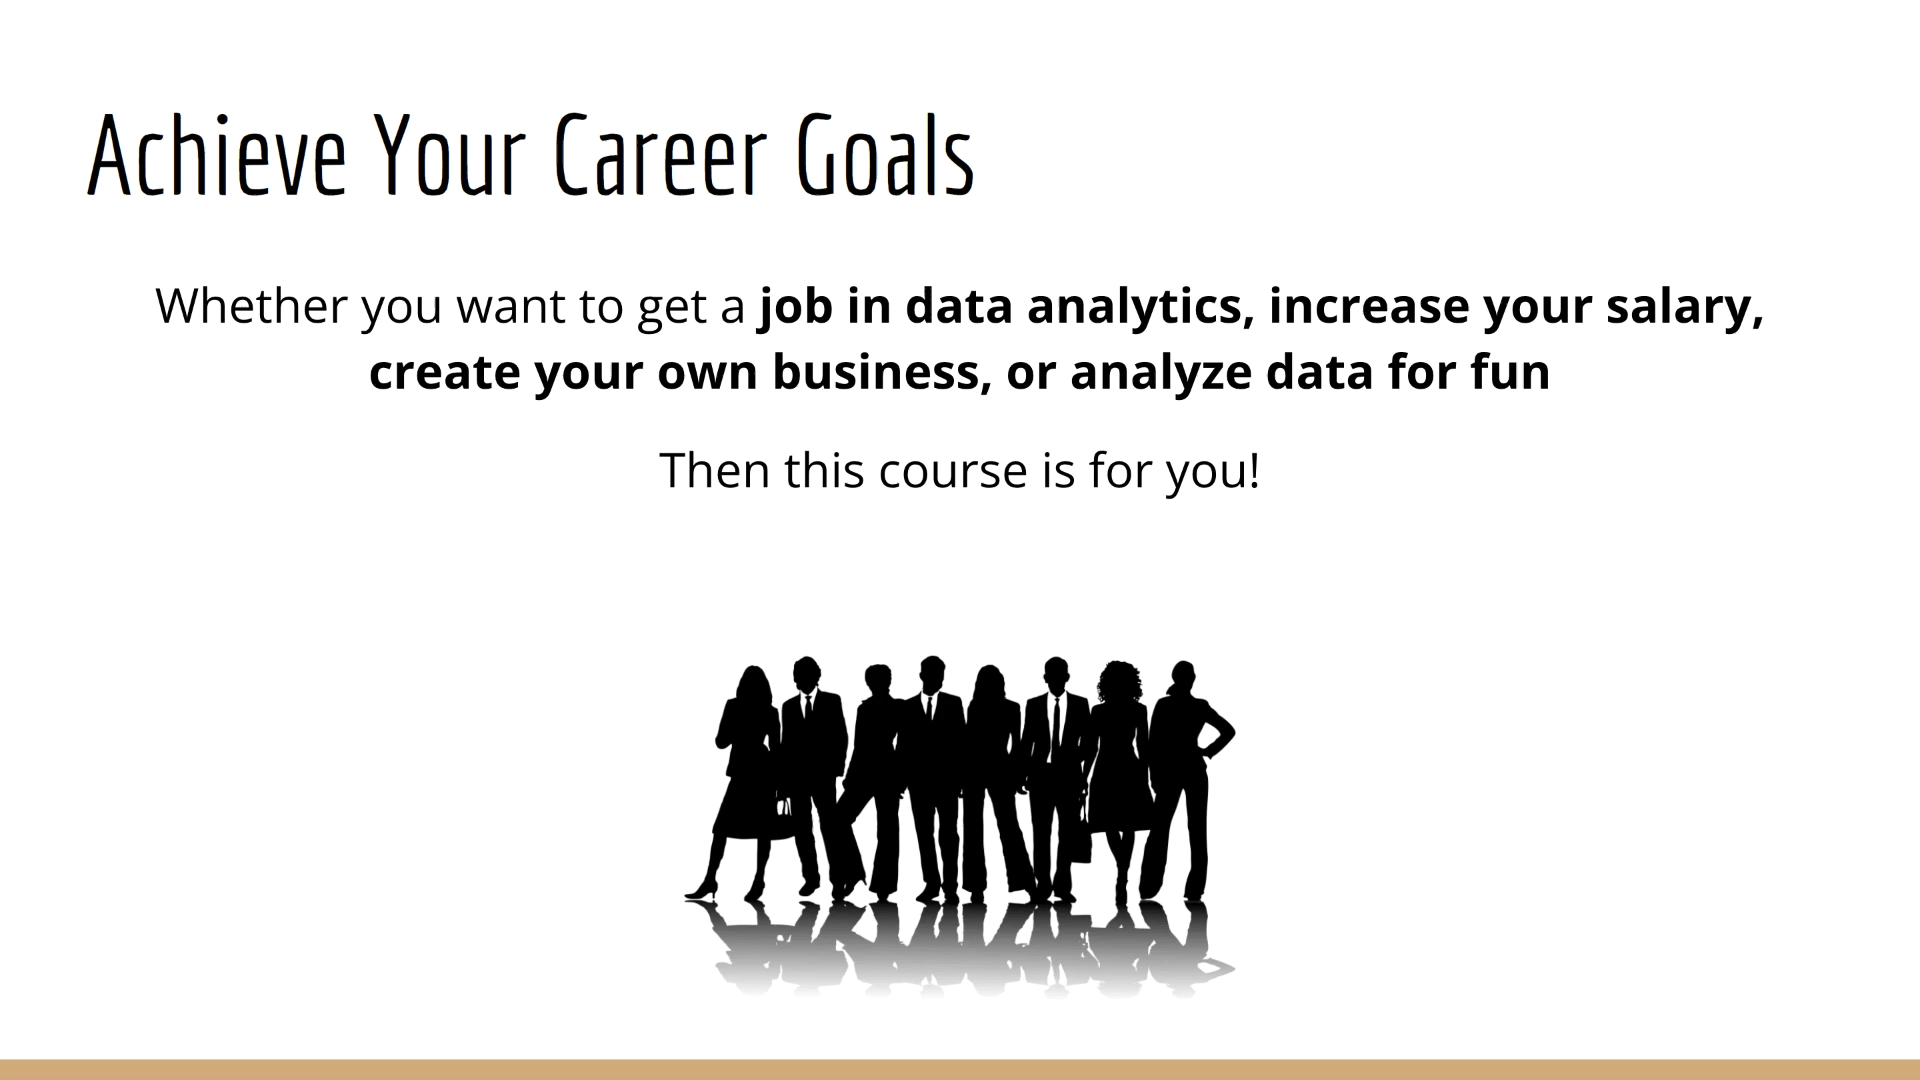 Achieve Your Career Goals
Whether you want to get a job in data analytics, increase your salary,
create your own business, or analyze data for fun
Then this course is for you!